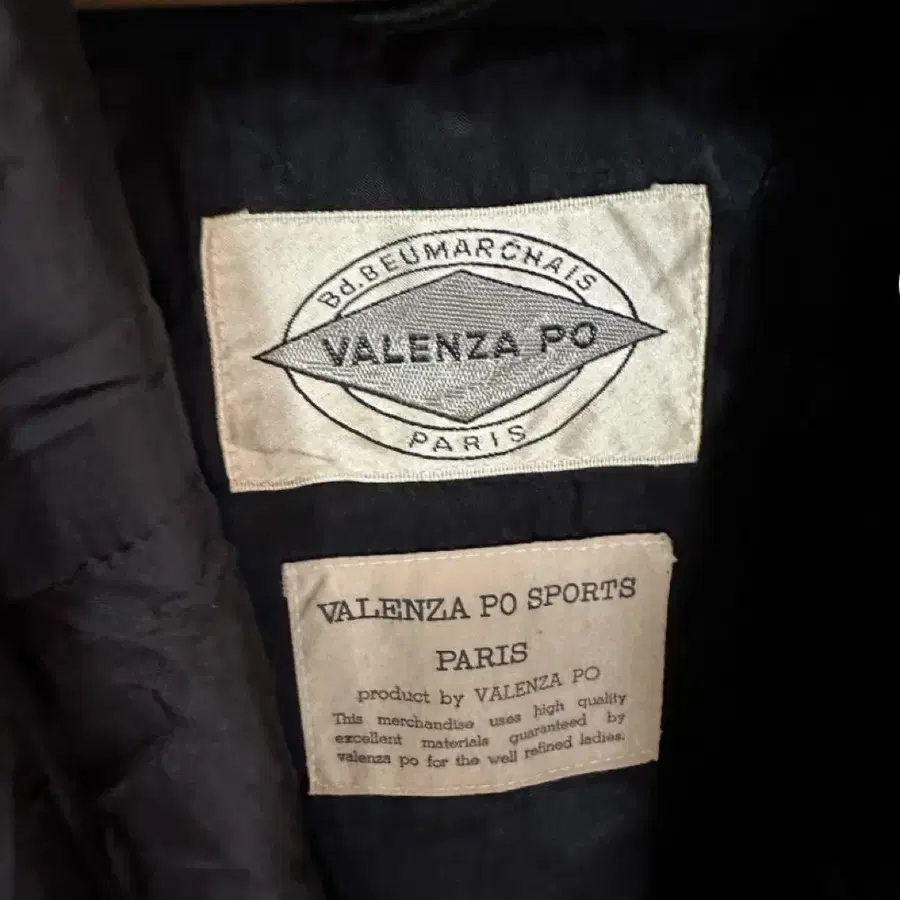 Bd.BEUMARCHAIS
VALENZA PO
PARIS
VALENZA PO SPORTS
PARIS
product by VALENZA PO
This merchandise uses high quality
excellent materials guaranteed by
valenza po for the well refined ladies.